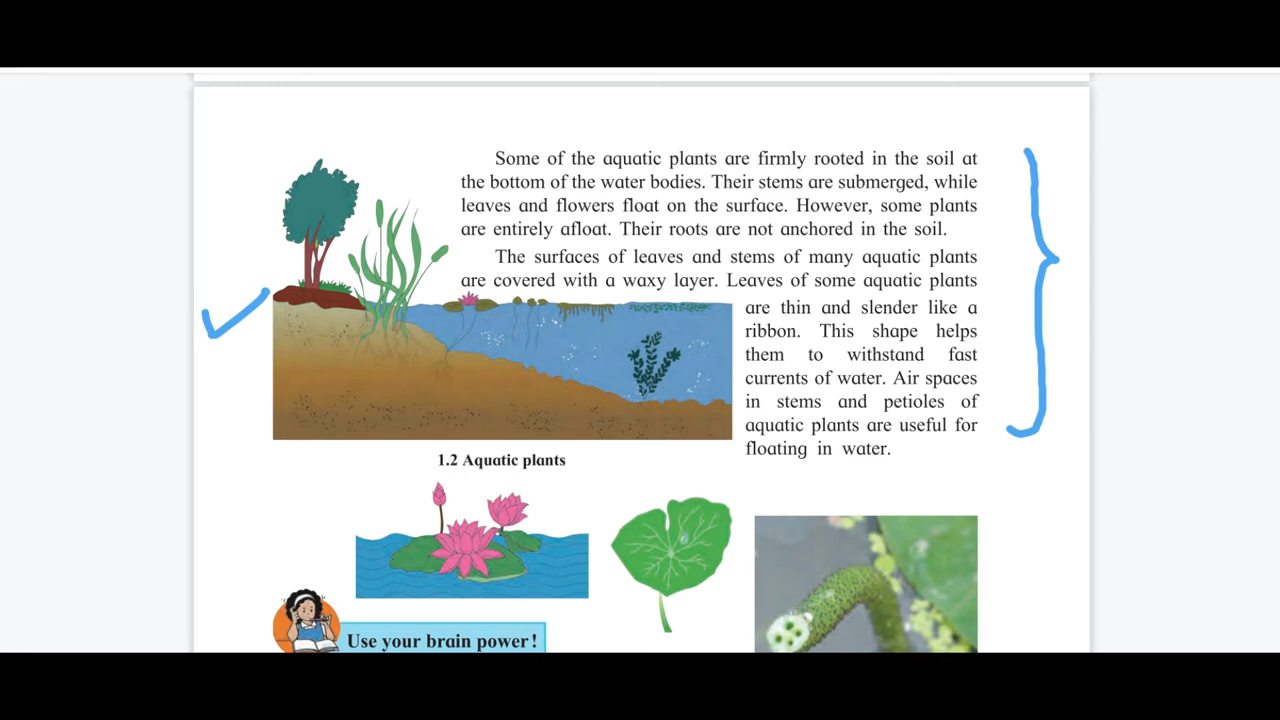 Some of the aquatic plants are firmly rooted in the soil at
the bottom of the water bodies. Their stems are submerged, while
leaves and flowers float on the surface. However, some plants
are entirely afloat. Their roots are not anchored in the soil.
The surfaces of leaves and stems of many aquatic plants
are covered with a waxy layer. Leaves of some aquatic plants
are thin and slender like a
ribbon. This shape helps
them to withstand fast
currents of water. Air spaces
in stems and petioles of
aquatic plants are useful for
floating in water.
1.2 Aquatic plants
Use your brain power!